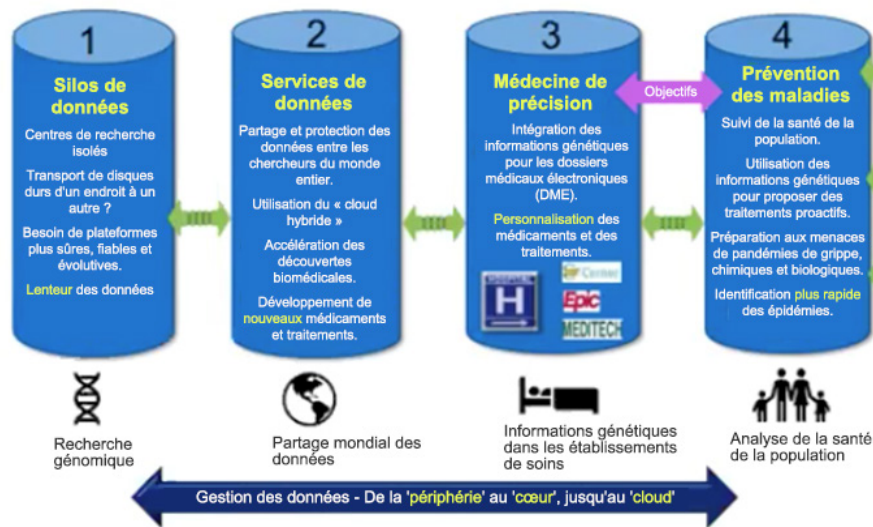 1
Silos de
données
Centres de recherche
isolés
Transport de disques
durs d'un endroit à un
autre ?
Besoin de plateformes
plus sûres, fiables et
évolutives.
Lenteur des données
2
Services de
données
Partage et protection des
données entre les
chercheurs du monde
entier.
Utilisation du « cloud
hybride »
Accélération des
découvertes
biomédicales.
Développement de
nouveaux médicaments
et traitements.
3
Médecine de
précision
Intégration des
informations génétiques
pour les dossiers
médicaux électroniques
(DME).
Personnalisation des
médicaments et des
traitements.
HOSPITAL
H
Cerner
Epic
MEDITECH
Objectifs
4
Prévention
des maladies
Suivi de la santé de la
population.
Utilisation des
informations génétiques
pour proposer des
traitements proactifs.
Préparation aux menaces
de pandémies de grippe,
chimiques et biologiques.
Identification plus rapide
des épidémies.
Recherche
génomique
Partage mondial des
données
Informations génétiques
dans les établissements
de soins
Analyse de la santé
de la population
Gestion des données - De la 'périphérie' au 'cœur', jusqu'au 'cloud'